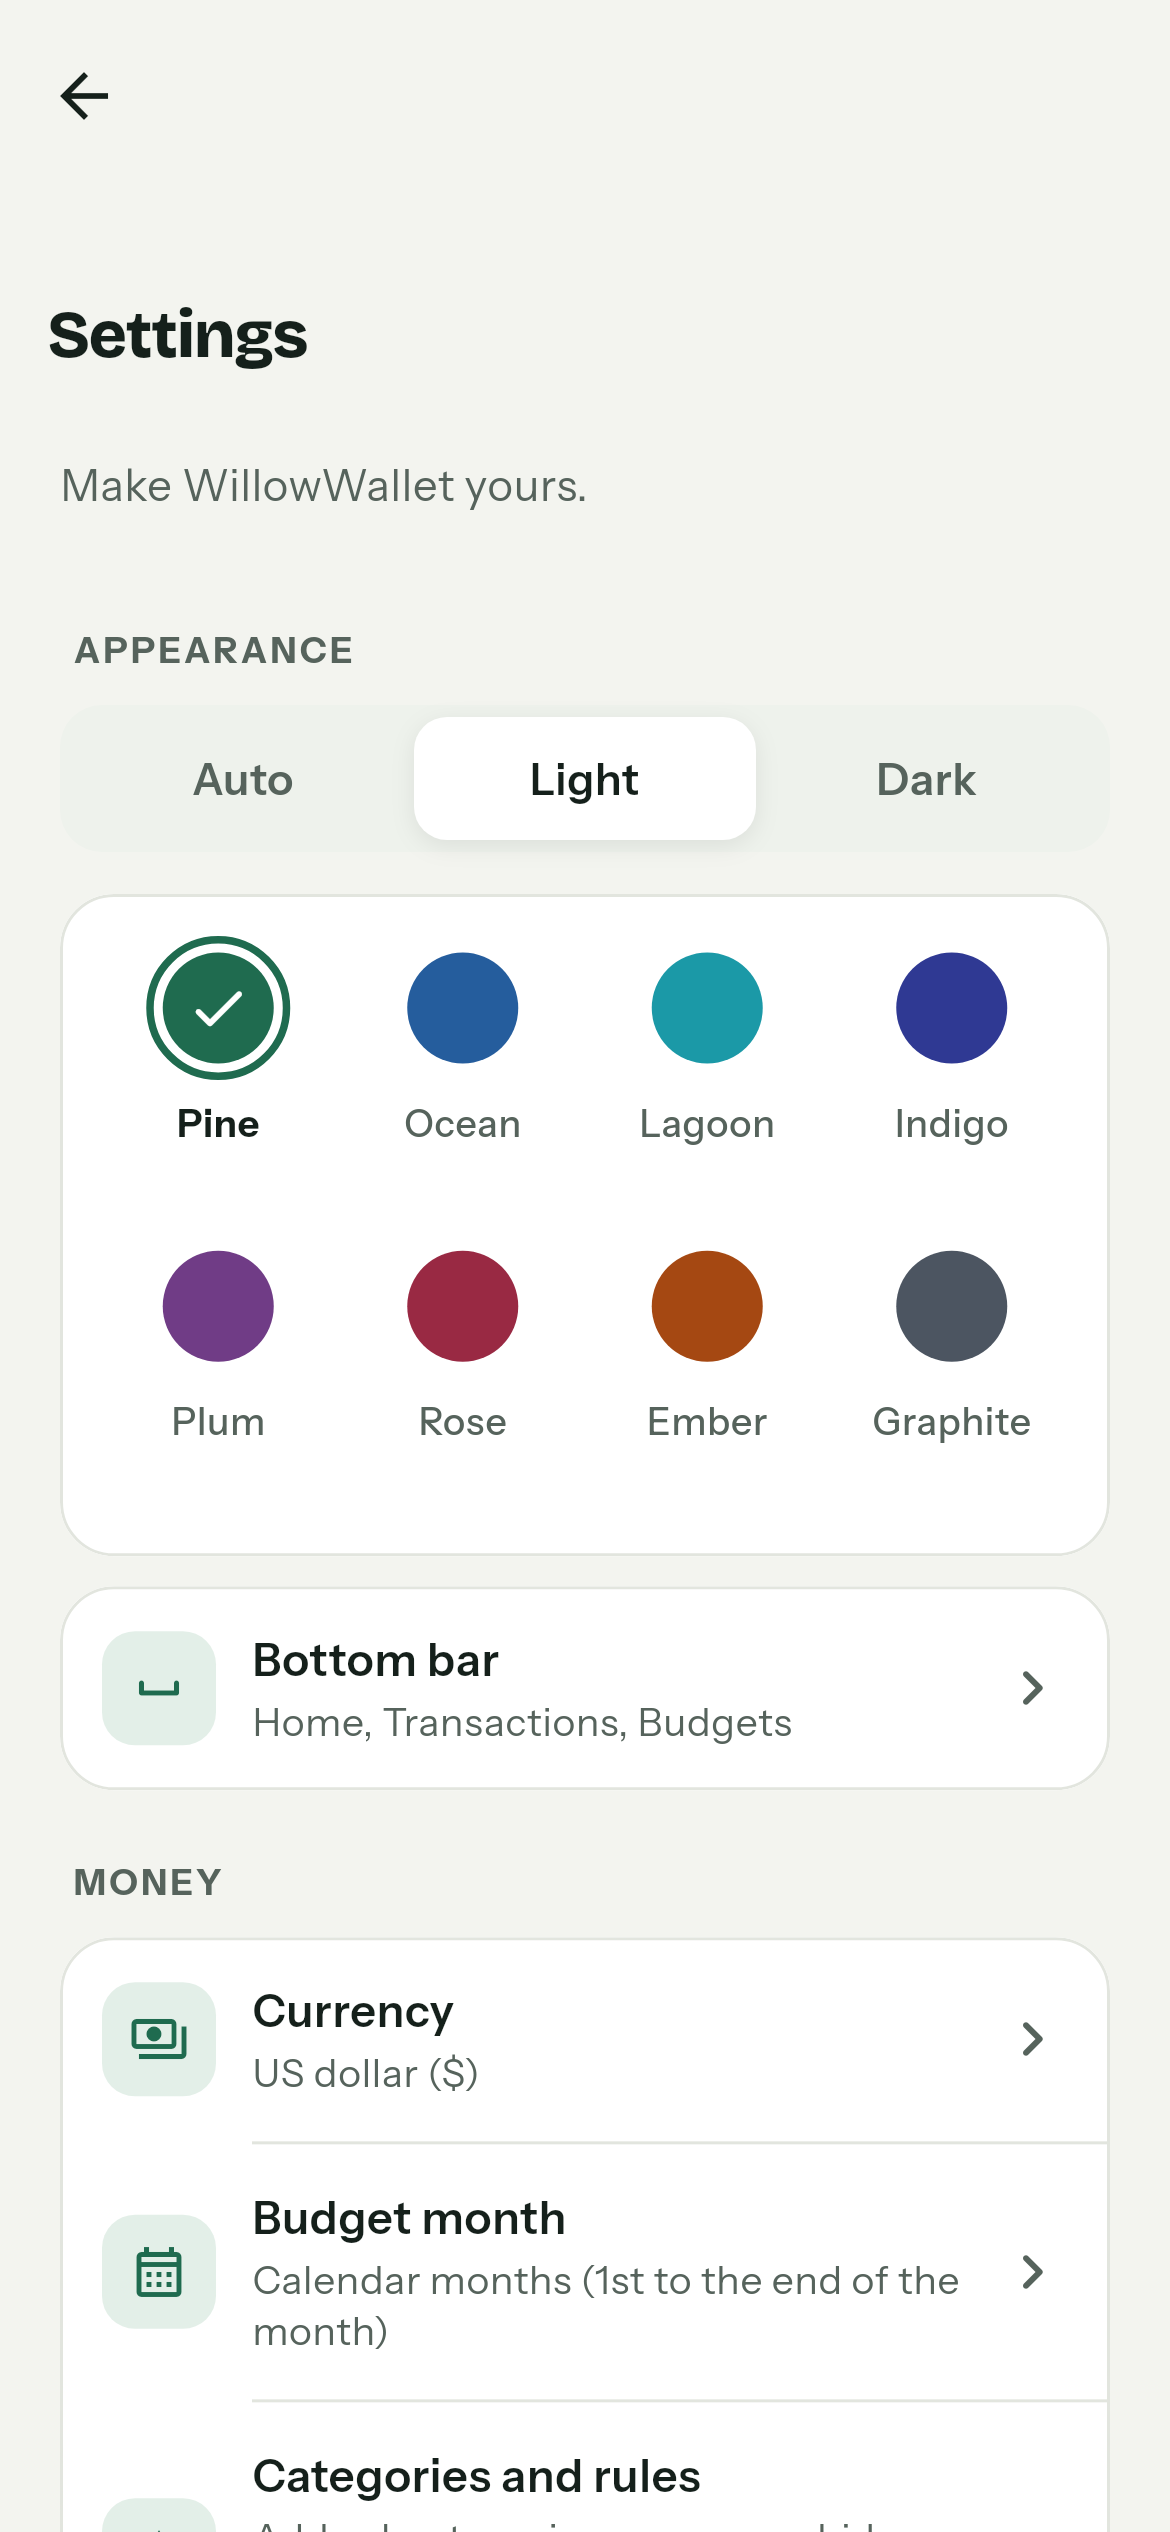 Settings
Make WillowWallet yours.
APPEARANCE
Auto
Light
Dark
Pine
Ocean
Lagoon
Indigo
Plum
Rose
Ember
Graphite
Bottom bar
Home, Transactions, Budgets
MONEY
Currency
US dollar ($)
Budget month
Calendar months (1st to the end of the
month)
Categories and rules